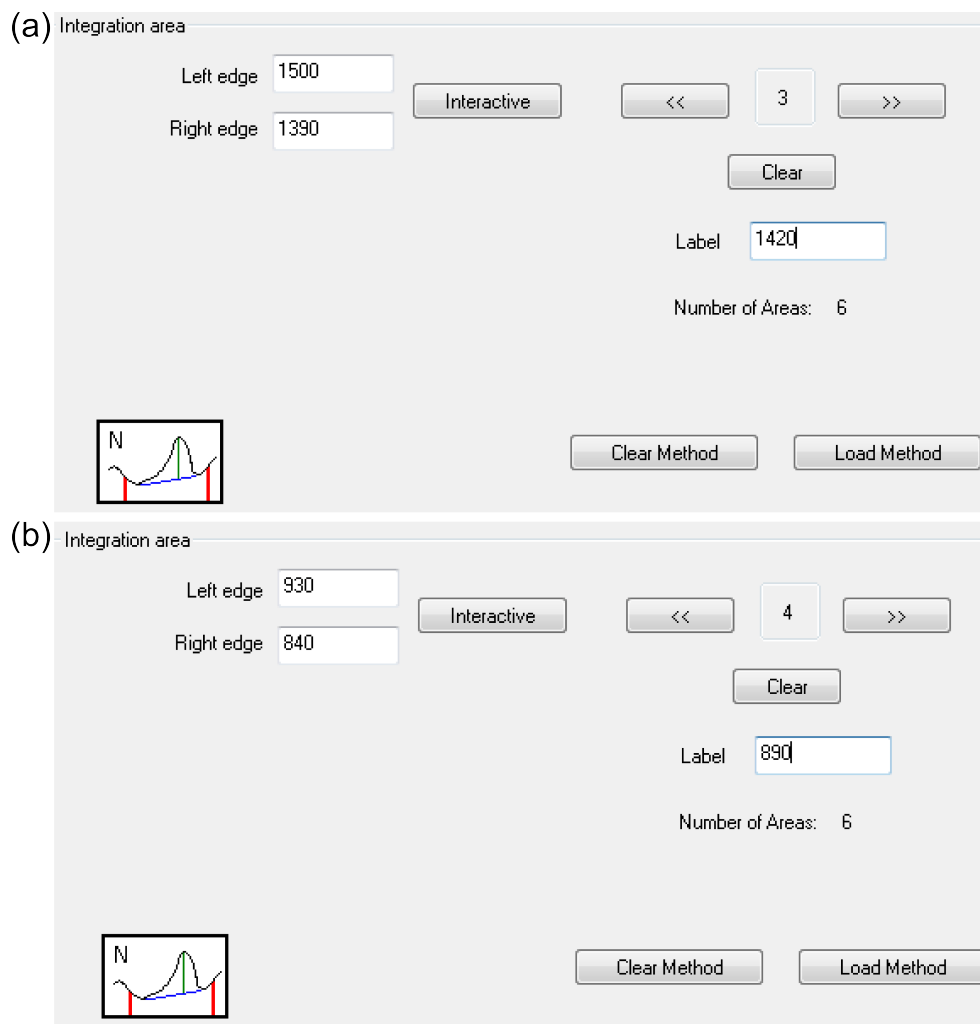 (a) Integration area
Left edge 1500
Right edge 1390
Interactive << 3 >>
Clear
Label 1420
Number of Areas: 6
N
Clear Method Load Method
(b) Integration area
Left edge 930
Right edge 840
Interactive << 4 >>
Clear
Label 890
Number of Areas: 6
N
Clear Method Load Method